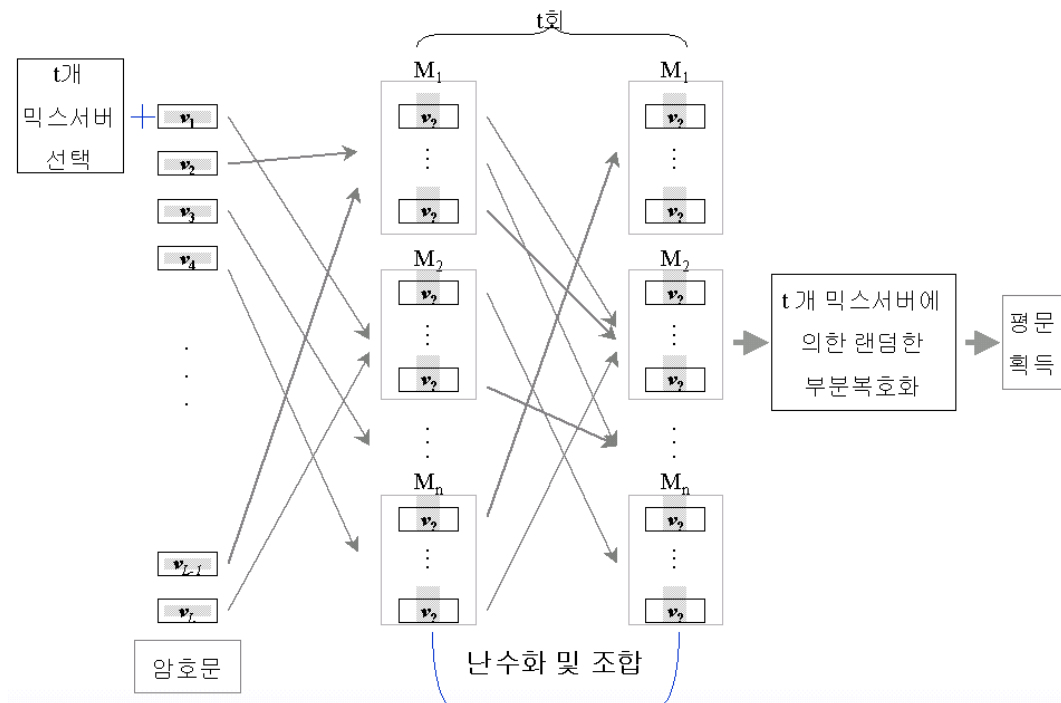 t회
t개
믹스서버
선택
v₁
v₂
v₃
v₄
v_{L-1}
v_L
암호문
M₁
v?
v?
M₂
v?
v?
Mₙ
v?
v?
M₁
v?
v?
M₂
v?
v?
Mₙ
v?
v?
난수화 및 조합
t 개 믹스서버에
의한 랜덤한
부분복호화
평문
획득